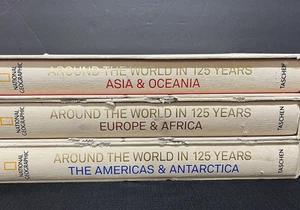 NATIONAL GEOGRAPHIC
AROUND THE WORLD IN 125 YEARS
ASIA & OCEANIA
TASCHEN
NATIONAL GEOGRAPHIC
AROUND THE WORLD IN 125 YEARS
EUROPE & AFRICA
TASCHEN
NATIONAL GEOGRAPHIC
AROUND THE WORLD IN 125 YEARS
THE AMERICAS & ANTARCTICA
TASCHEN